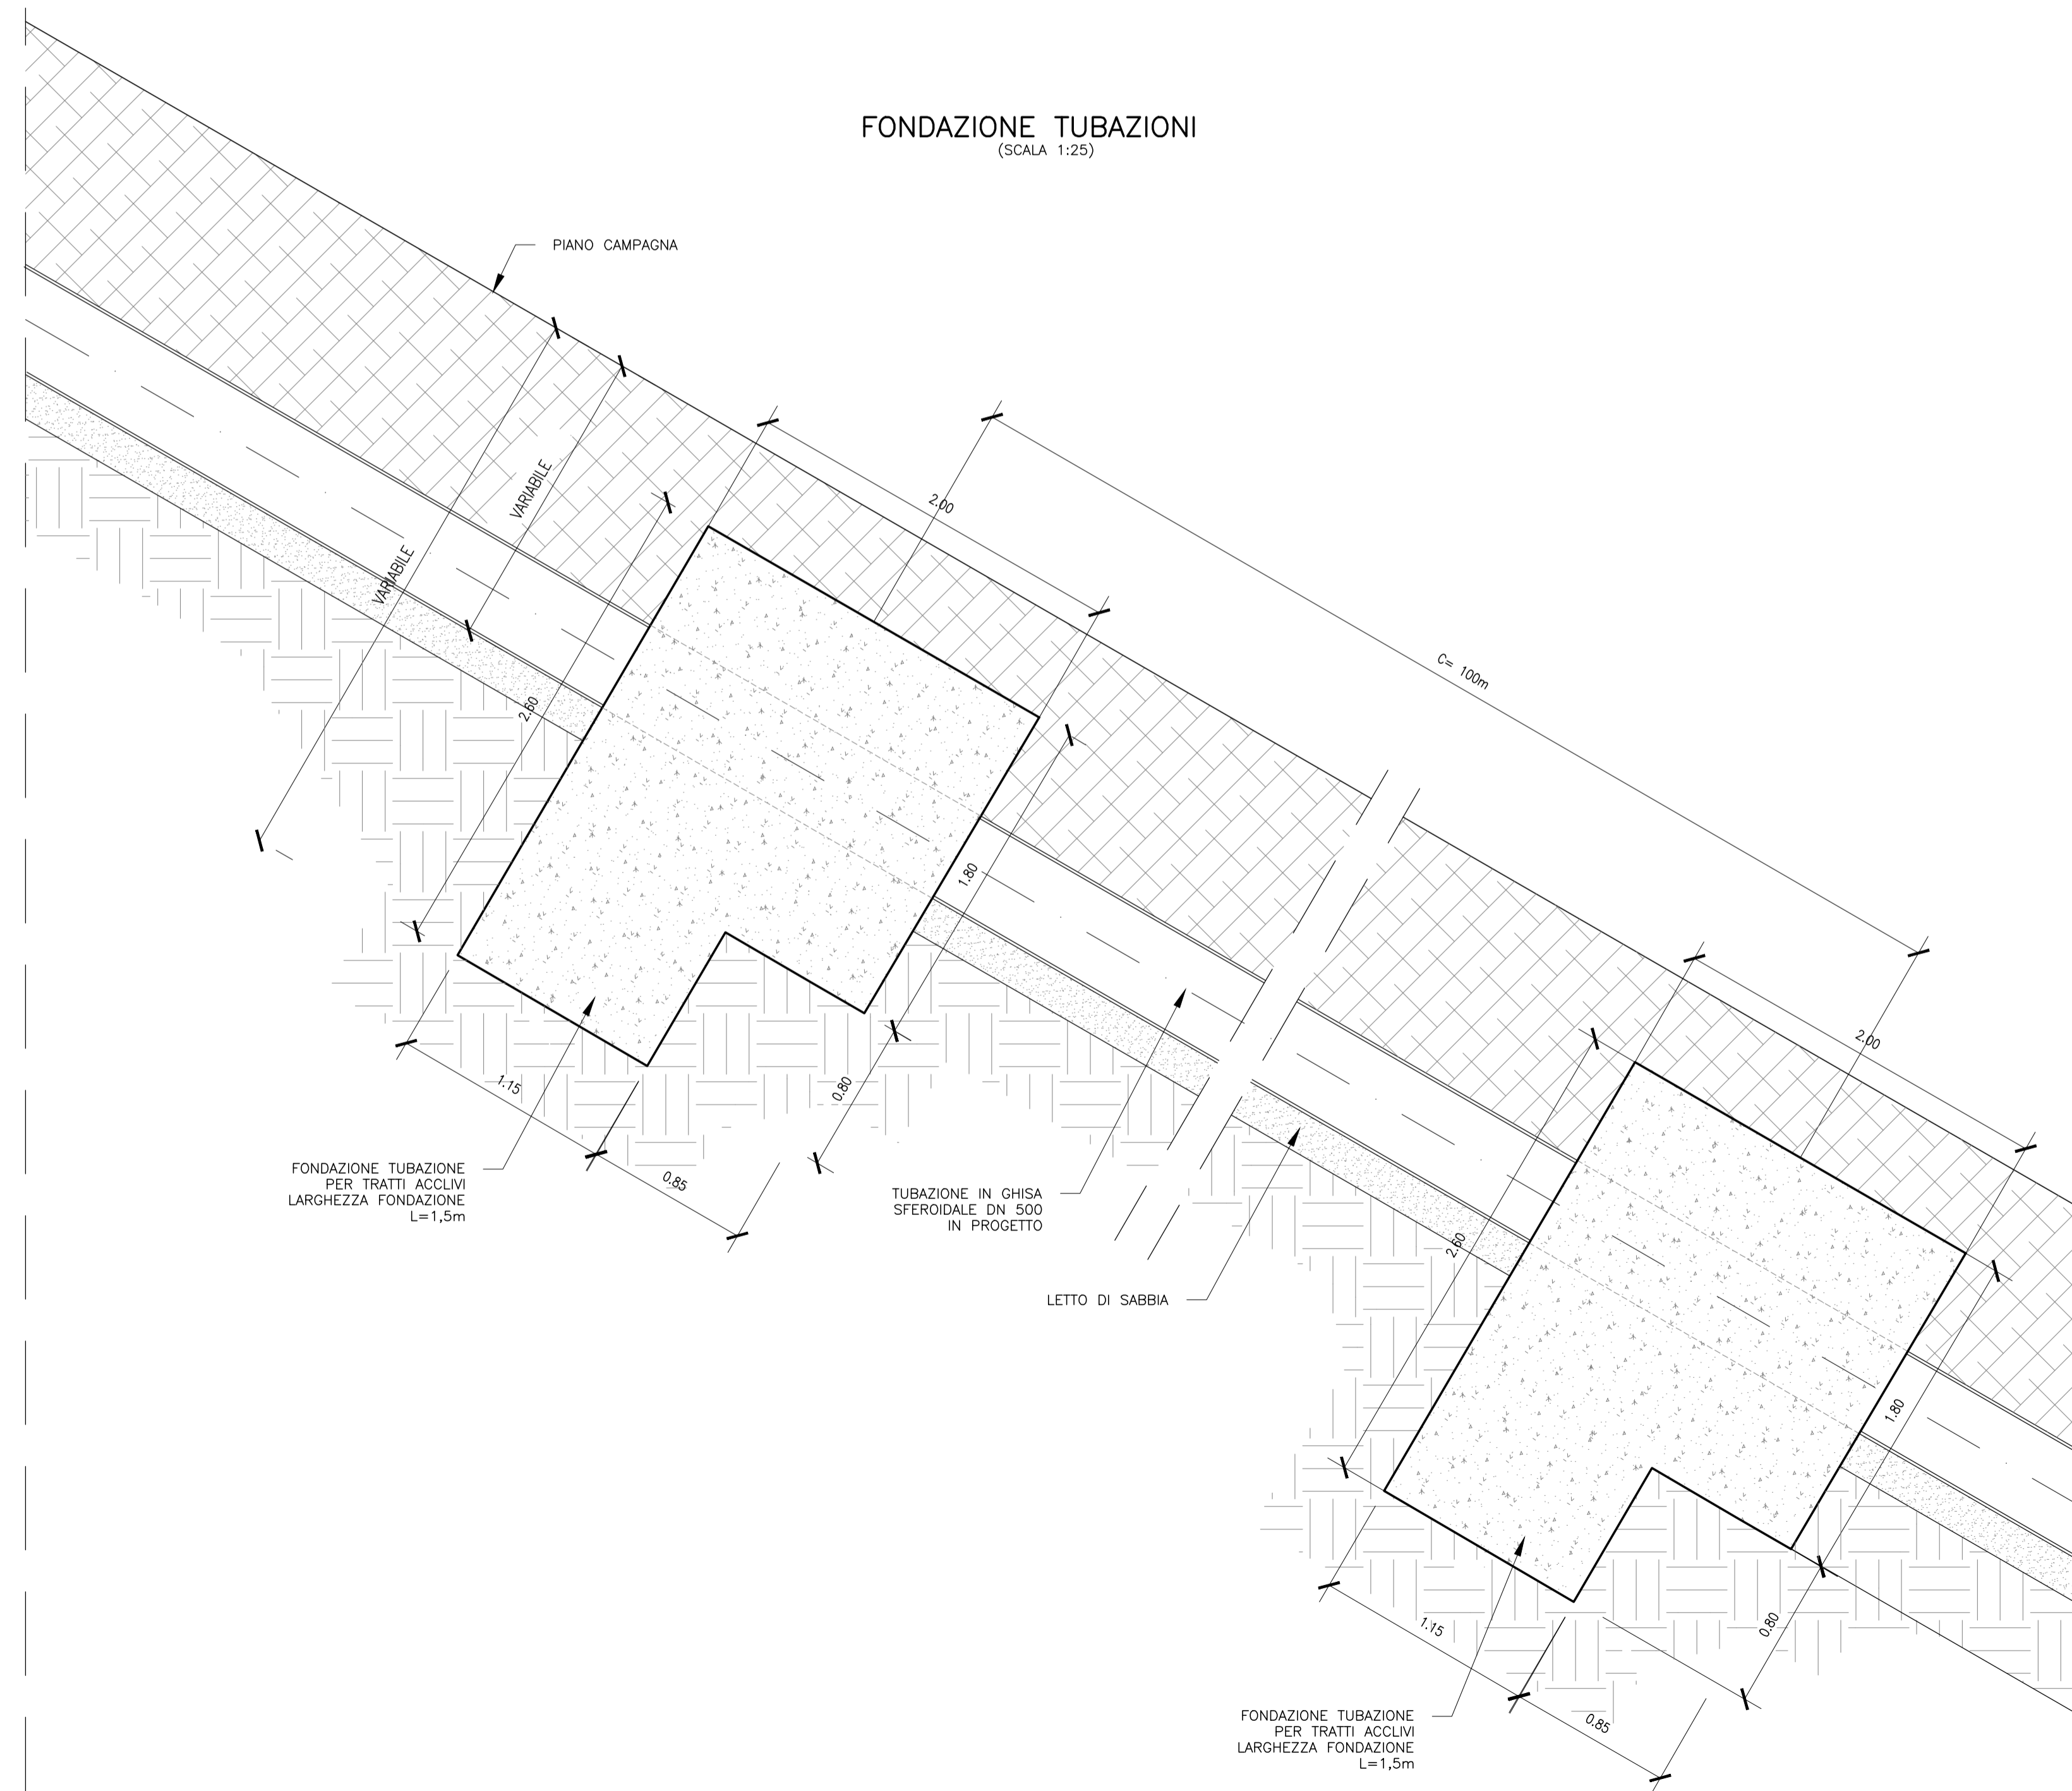 FONDAZIONE TUBAZIONI
(SCALA 1:25)
PIANO CAMPAGNA
VARIABILE
VARIABILE
2.00
C= 100m
2.60
1.80
0.80
1.15
0.85
FONDAZIONE TUBAZIONE
PER TRATTI ACCLIVI
LARGHEZZA FONDAZIONE
L=1,5m
TUBAZIONE IN GHISA
SFEROIDALE DN 500
IN PROGETTO
LETTO DI SABBIA
2.00
2.60
1.80
0.80
1.15
0.85
FONDAZIONE TUBAZIONE
PER TRATTI ACCLIVI
LARGHEZZA FONDAZIONE
L=1,5m